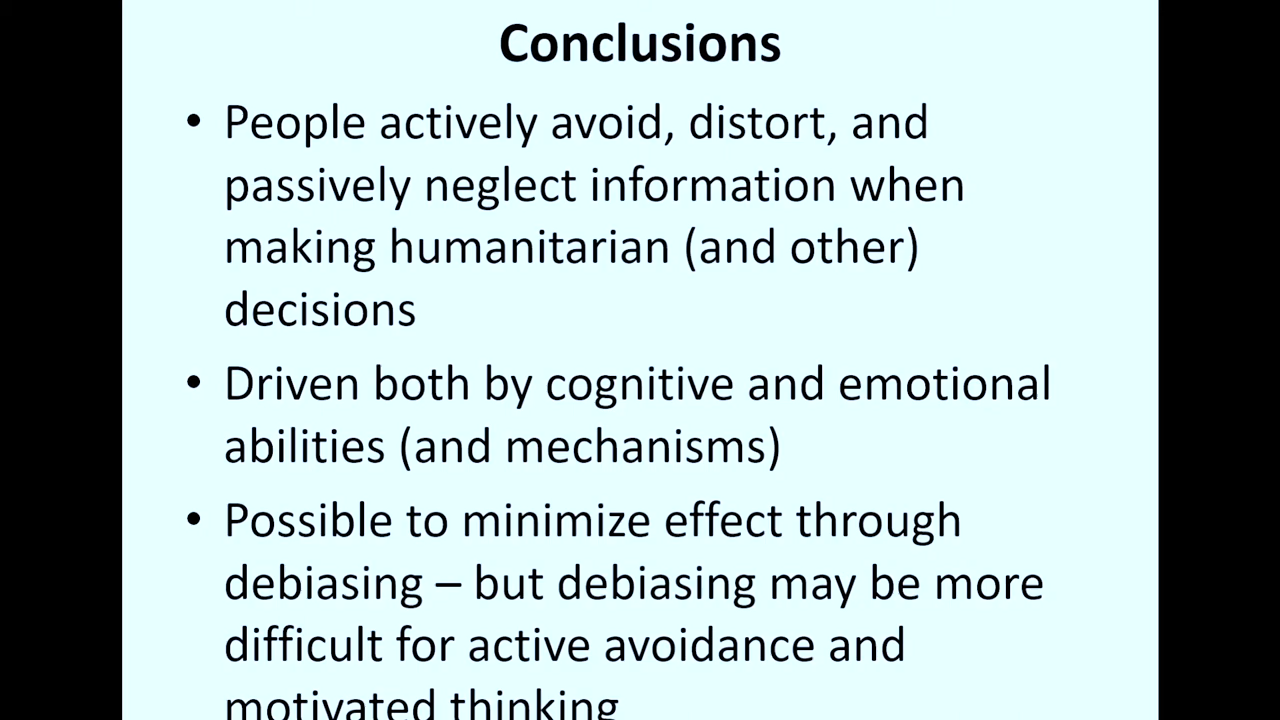 Conclusions
• People actively avoid, distort, and
passively neglect information when
making humanitarian (and other)
decisions
• Driven both by cognitive and emotional
abilities (and mechanisms)
• Possible to minimize effect through
debiasing – but debiasing may be more
difficult for active avoidance and
motivated thinking